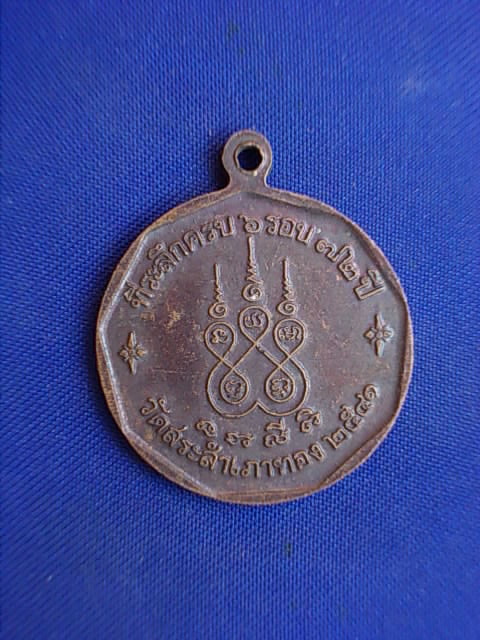 ที่ระลึกครบ ๖ รอบ ๗๒ ปี
วัดสระสำเภาทอง ๒๕๔๑